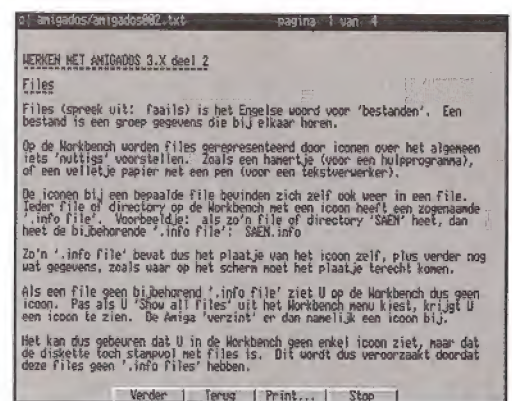 amigados/amigados002.txt pagina 1 van 4
WERKEN MET AMIGADOS 3.X deel 2
Files
Files (spreek uit: faails) is het Engelse woord voor 'bestanden'. Een
bestand is een groep gegevens die bij elkaar horen.
Op de Workbench worden files gerepresenteerd door iconen over het algemeen
iets 'nuttigs' voorstellen. Zoals een hamertje (voor een hulpprogramma),
of een velletje papier met een pen (voor een tekstverwerker).
De iconen bij een bepaalde file bevinden zich zelf ook weer in een file.
Ieder file of directory op de Workbench met een icoon heeft een zogenaamde
'.info file'. Voorbeeldje: als zo'n file of directory 'SAEN' heet, dan
heet de bijbehorende '.info file': SAEN.info
Zo'n '.info file' bevat dus het plaatje van het icoon zelf, plus verder nog
wat gegevens, zoals waar op het scherm moet het plaatje terecht komen.
Als een file geen bijbehorend '.info file' ziet U op de Workbench dus geen
icoon. Pas als U 'Show all files' uit het Workbench menu kiest, krijgt U
een icoon te zien. De Amiga 'verzint' er dan namelijk een icoon bij.
Het kan dus gebeuren dat U in de Workbench geen enkel icoon ziet, maar dat
de diskette toch stampvol met files is. Dit wordt dus veroorzaakt doordat
deze files geen '.info files' hebben.
Verder Terug Print... Stop